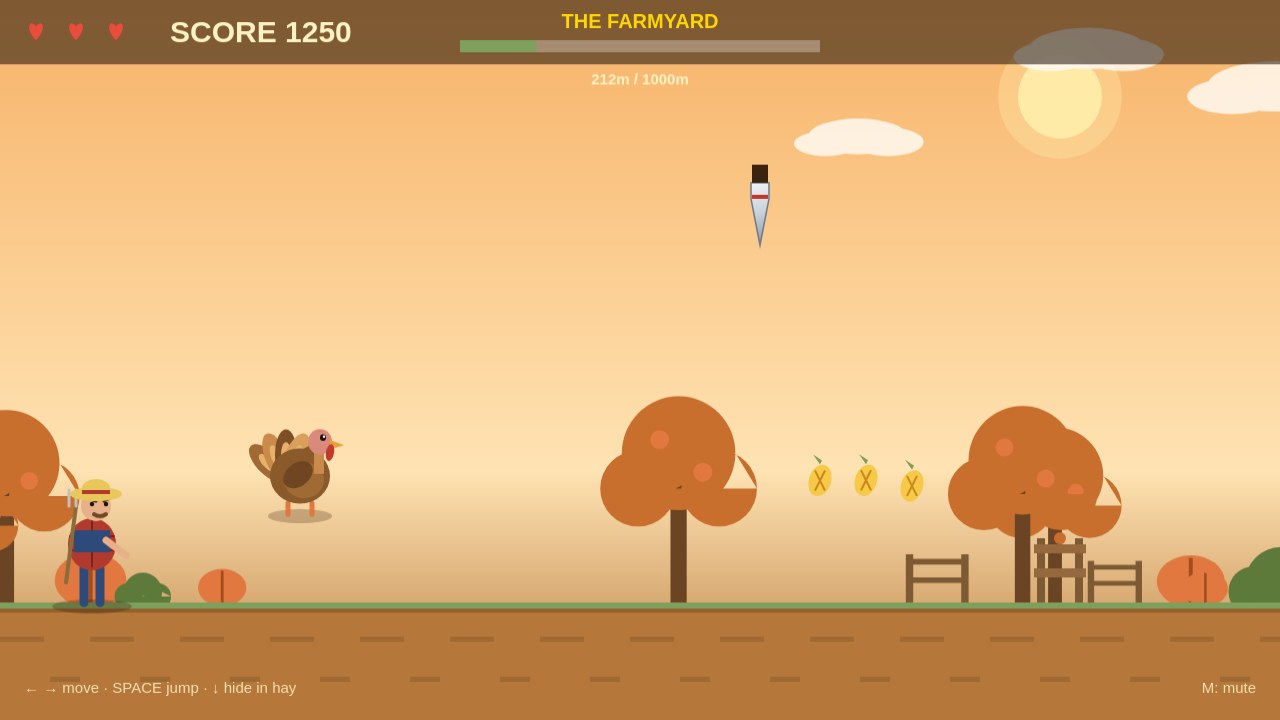 SCORE 1250
THE FARMYARD
212m / 1000m
← → move · SPACE jump · ↓ hide in hay
M: mute